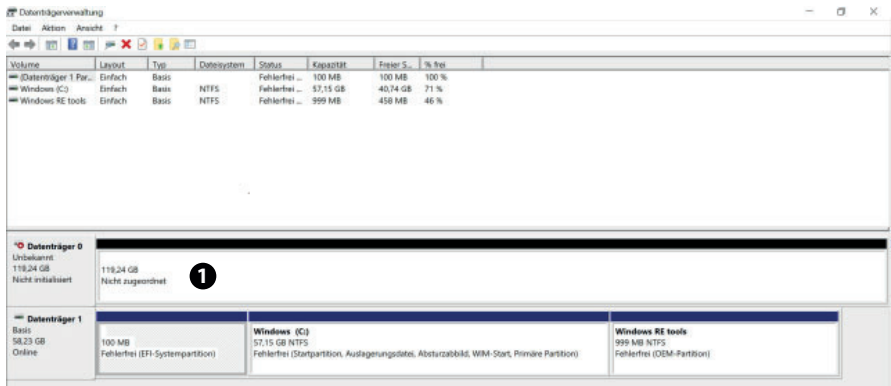 Datenträgerverwaltung
Datei Aktion Ansicht ?
Volume Layout Typ Dateisystem Status Kapazität Freier S... % frei
(Datenträger 1 Par... Einfach Basis Fehlerfrei ... 100 MB 100 MB 100 %
Windows (C:) Einfach Basis NTFS Fehlerfrei ... 57,15 GB 40,74 GB 71 %
Windows RE tools Einfach Basis NTFS Fehlerfrei ... 999 MB 458 MB 46 %
Datenträger 0
Unbekannt
119,24 GB
Nicht initialisiert
119,24 GB
Nicht zugeordnet
1
Datenträger 1
Basis
58,23 GB
Online
100 MB
Fehlerfrei (EFI-Systempartition)
Windows (C:)
57,15 GB NTFS
Fehlerfrei (Startpartition, Auslagerungsdatei, Absturzabbild, WIM-Start, Primäre Partition)
Windows RE tools
999 MB NTFS
Fehlerfrei (OEM-Partition)